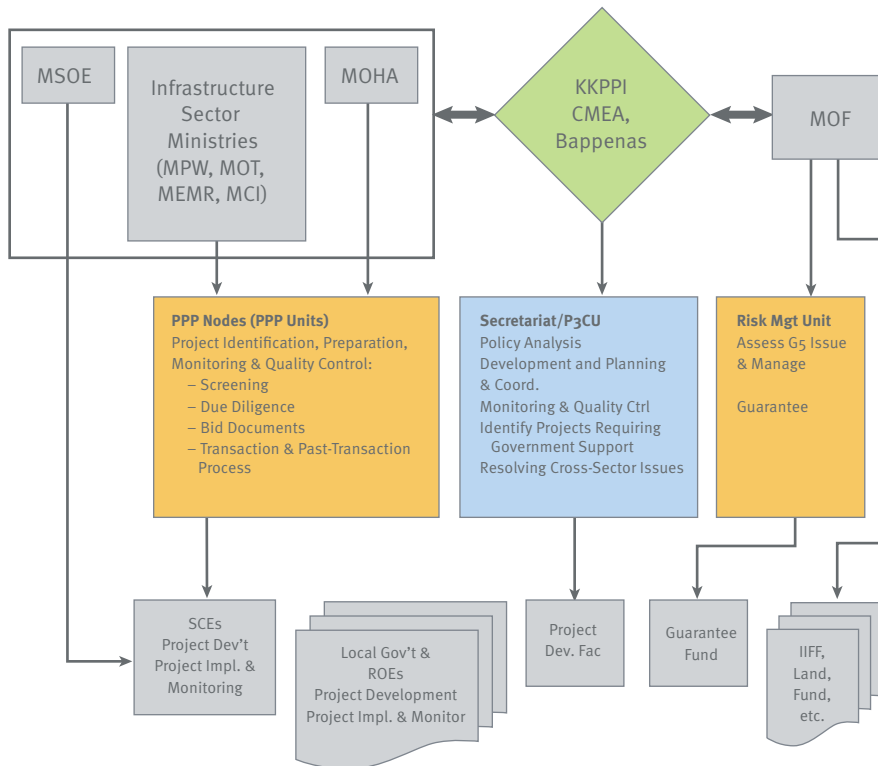 MSOE
Infrastructure
Sector
Ministries
(MPW, MOT,
MEMR, MCI)
MOHA
KKPPI
CMEA,
Bappenas
MOF
PPP Nodes (PPP Units)
Project Identification, Preparation,
Monitoring & Quality Control:
– Screening
– Due Diligence
– Bid Documents
– Transaction & Past-Transaction
Process
Secretariat/P3CU
Policy Analysis
Development and Planning
& Coord.
Monitoring & Quality Ctrl
Identify Projects Requiring
Government Support
Resolving Cross-Sector Issues
Risk Mgt Unit
Assess G5 Issue
& Manage
Guarantee
SCEs
Project Dev't
Project Impl. &
Monitoring
Local Gov't &
ROEs
Project Development
Project Impl. & Monitor
Project
Dev. Fac
Guarantee
Fund
IIFF,
Land,
Fund,
etc.